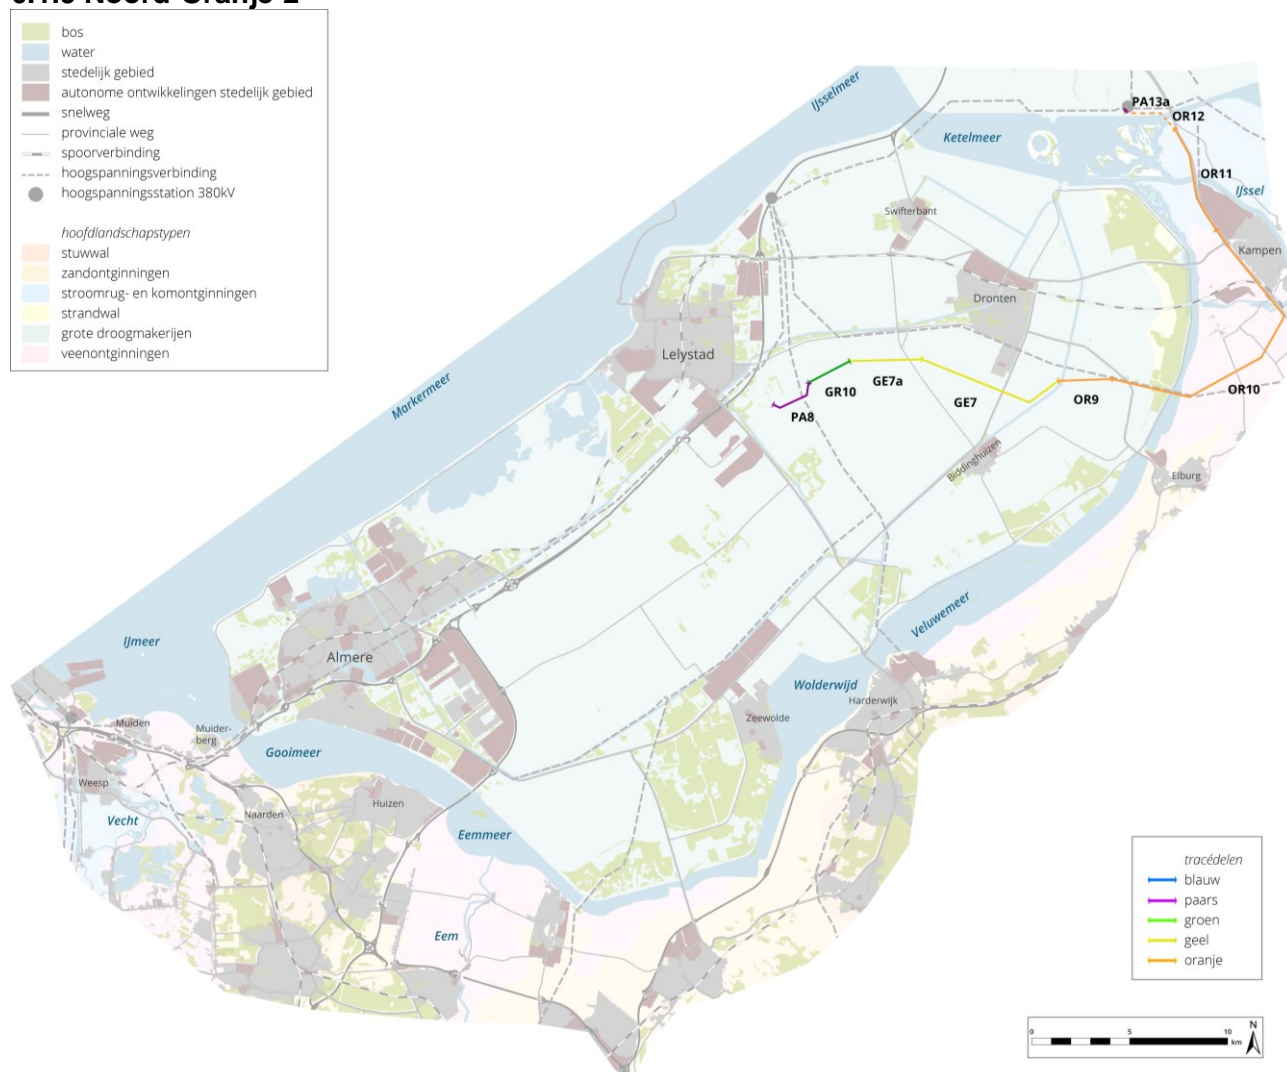 bos
water
stedelijk gebied
autonome ontwikkelingen stedelijk gebied
snelweg
provinciale weg
spoorverbinding
hoogspanningsverbinding
hoogspanningsstation 380kV
hoofdlandschapstypen
stuwwal
zandontginningen
stroomrug- en komontginningen
strandwal
grote droogmakerijen
veenontginningen
IJsselmeer
Ketelmeer
PA13a
OR12
OR11
IJssel
Swifterbant
Kampen
Dronten
Lelystad
Markermeer
GR10
GE7a
PA8
GE7
OR9
OR10
Biddinghuizen
Elburg
IJmeer
Almere
Veluwemeer
Wolderwijd
Harderwijk
Zeewolde
Muiden
Muider-
berg
Gooimeer
Weesp
Huizen
Naarden
Vecht
Eemmeer
Eem
tracédelen
blauw
paars
groen
geel
oranje
0 5 10
km
N